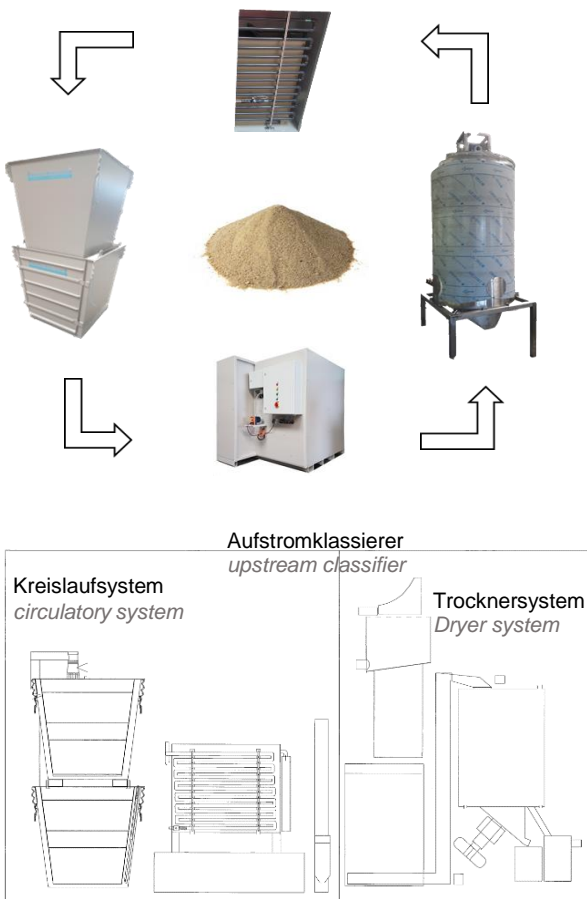 Aufstromklassierer
upstream classifier
Kreislaufsystem
circulatory system
Trocknersystem
Dryer system